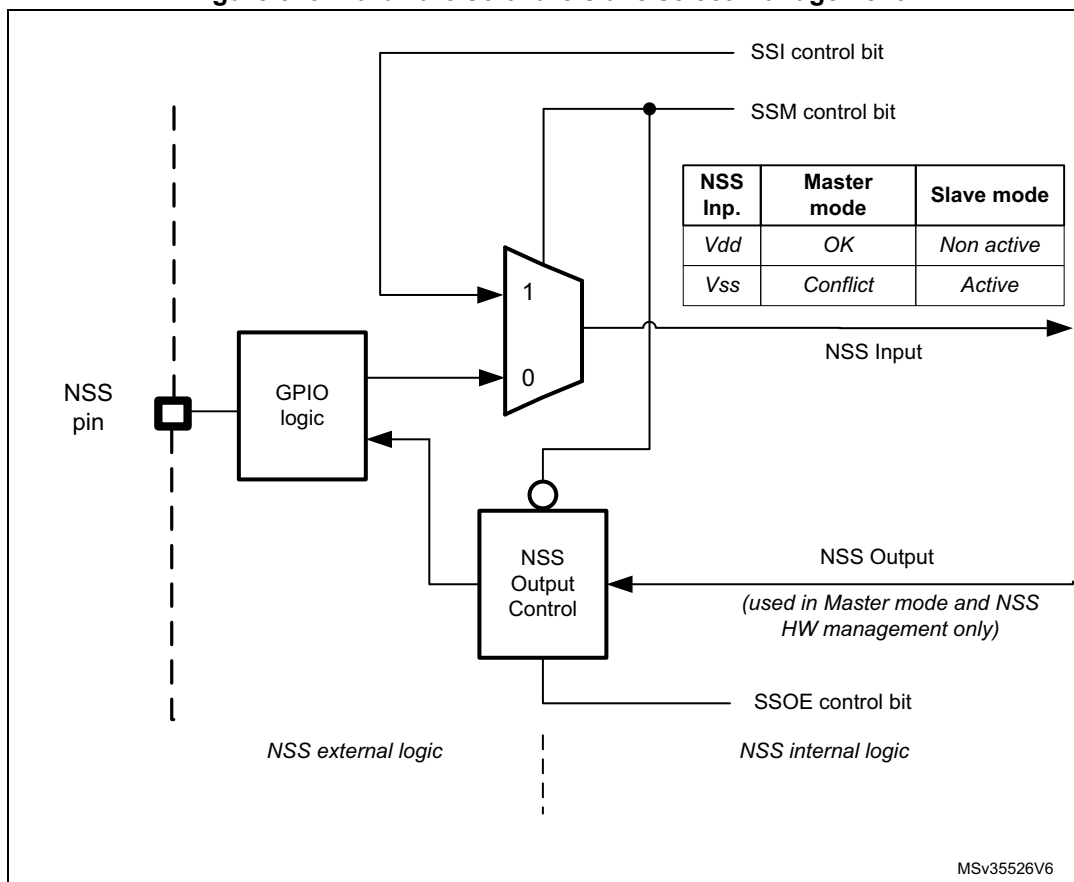 SSI control bit
SSM control bit
NSS
Inp.
Master
mode
Slave mode
Vdd
OK
Non active
Vss
Conflict
Active
1
0
NSS Input
NSS
pin
GPIO
logic
NSS
Output
Control
NSS Output
(used in Master mode and NSS
HW management only)
SSOE control bit
NSS external logic
NSS internal logic
MSv35526V6